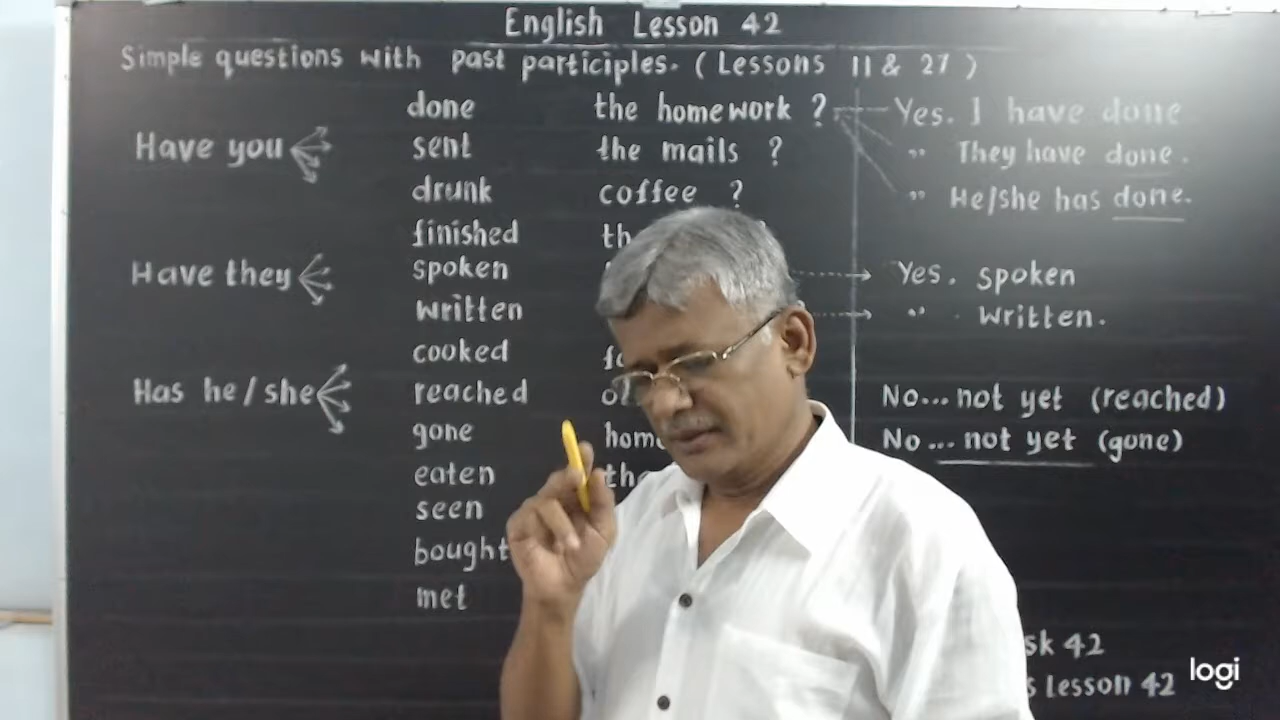 English Lesson 42
Simple questions with past participles. (Lessons 11 & 27)
Have you
Have they
Has he/she
done the homework ?
sent the mails ?
drunk coffee ?
finished
spoken
written
cooked
reached
gone
eaten
seen
bought
met
Yes. I have done
" They have done.
" He/she has done.
Yes. spoken
" written.
No... not yet (reached)
No... not yet (gone)
42
Lesson 42
logi